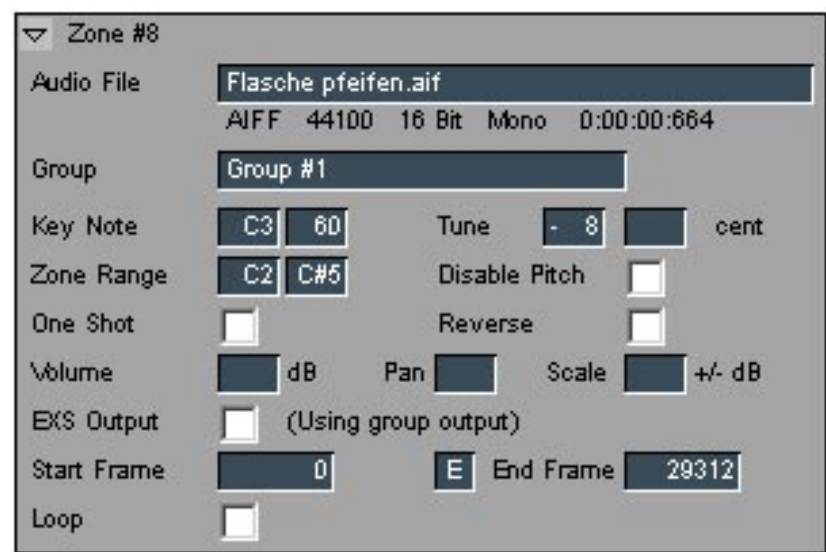 Zone #8
Audio File Flasche pfeifen.aif
AIFF 44100 16 Bit Mono 0:00:00:664
Group Group #1
Key Note C3 60 Tune - 8 cent
Zone Range C2 C#5 Disable Pitch
One Shot Reverse
Volume dB Pan Scale +/- dB
EXS Output (Using group output)
Start Frame 0 E End Frame 29312
Loop